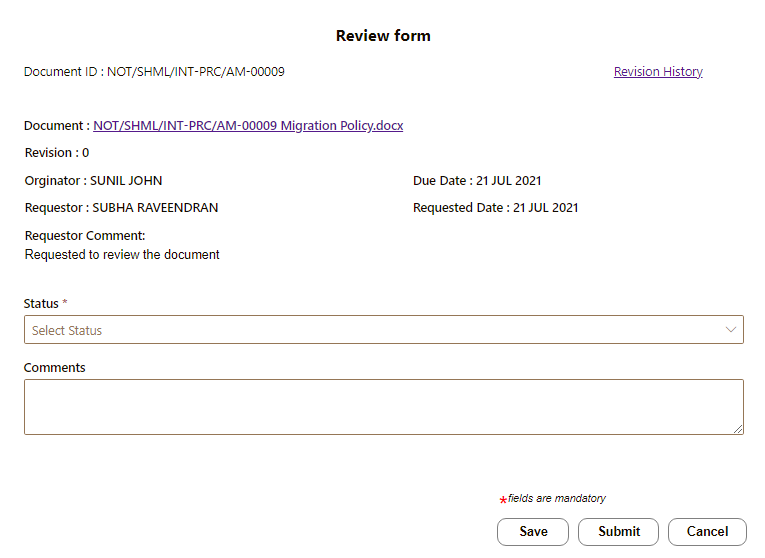 Review form
Document ID : NOT/SHML/INT-PRC/AM-00009 Revision History
Document : NOT/SHML/INT-PRC/AM-00009 Migration Policy.docx
Revision : 0
Orginator : SUNIL JOHN Due Date : 21 JUL 2021
Requestor : SUBHA RAVEENDRAN Requested Date : 21 JUL 2021
Requestor Comment:
Requested to review the document
Status *
Select Status
Comments
*fields are mandatory
Save Submit Cancel